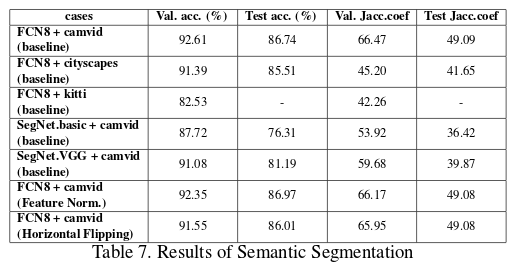 cases Val. acc. (%) Test acc. (%) Val. Jacc.coef Test Jacc.coef
FCN8 + camvid
(baseline) 92.61 86.74 66.47 49.09
FCN8 + cityscapes
(baseline) 91.39 85.51 45.20 41.65
FCN8 + kitti
(baseline) 82.53 - 42.26 -
SegNet.basic + camvid
(baseline) 87.72 76.31 53.92 36.42
SegNet.VGG + camvid
(baseline) 91.08 81.19 59.68 39.87
FCN8 + camvid
(Feature Norm.) 92.35 86.97 66.17 49.08
FCN8 + camvid
(Horizontal Flipping) 91.55 86.01 65.95 49.08
Table 7. Results of Semantic Segmentation